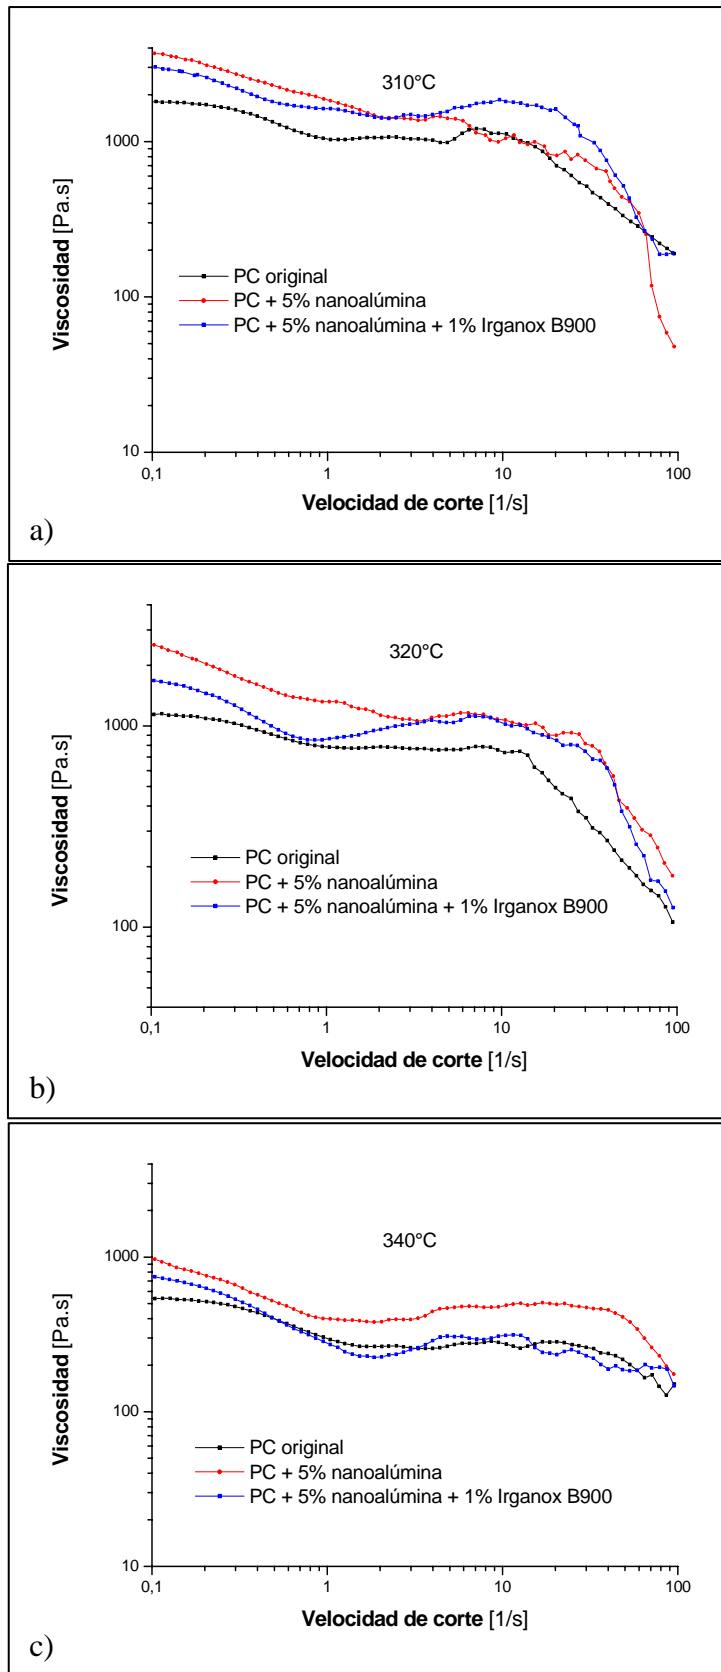 310°C
1000
100
10
Viscosidad [Pa.s]
PC original
PC + 5% nanoalúmina
PC + 5% nanoalúmina + 1% Irganox B900
0,1
1
10
100
Velocidad de corte [1/s]
a)
320°C
1000
100
Viscosidad [Pa.s]
PC original
PC + 5% nanoalúmina
PC + 5% nanoalúmina + 1% Irganox B900
0,1
1
10
100
Velocidad de corte [1/s]
b)
340°C
1000
100
10
Viscosidad [Pa.s]
PC original
PC + 5% nanoalúmina
PC + 5% nanoalúmina + 1% Irganox B900
0,1
1
10
100
Velocidad de corte [1/s]
c)